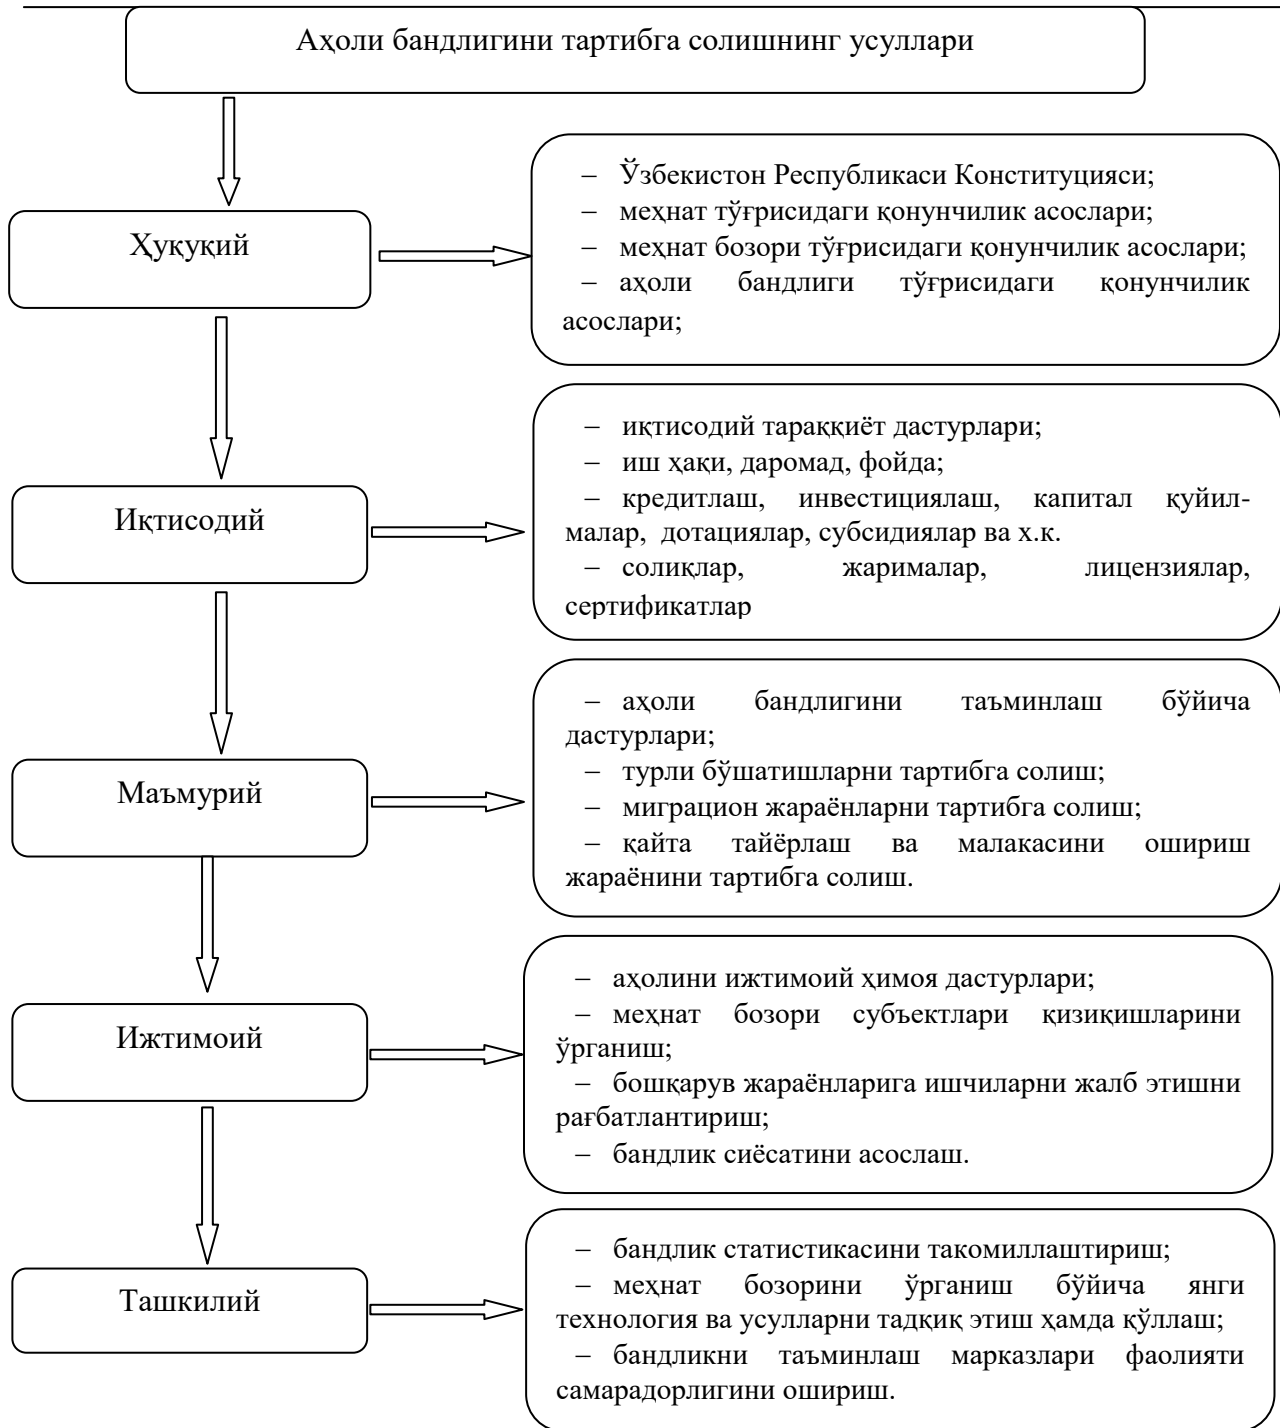 Аҳоли бандлигини тартибга солишнинг усуллари
Ҳуқуқий
– Ўзбекистон Республикаси Конституцияси;
– меҳнат тўғрисидаги қонунчилик асослари;
– меҳнат бозори тўғрисидаги қонунчилик асослари;
– аҳоли бандлиги тўғрисидаги қонунчилик
асослари;
Иқтисодий
– иқтисодий тараққиёт дастурлари;
– иш ҳақи, даромад, фойда;
– кредитлаш, инвестициялаш, капитал қуйил-
малар, дотациялар, субсидиялар ва х.к.
– солиқлар, жарималар, лицензиялар,
сертификатлар
Маъмурий
– аҳоли бандлигини таъминлаш бўйича
дастурлари;
– турли бўшатишларни тартибга солиш;
– миграцион жараёнларни тартибга солиш;
– қайта тайёрлаш ва малакасини ошириш
жараёнини тартибга солиш.
Ижтимоий
– аҳолини ижтимоий ҳимоя дастурлари;
– меҳнат бозори субъектлари қизиқишларини
ўрганиш;
– бошқарув жараёнларига ишчиларни жалб этишни
рағбатлантириш;
– бандлик сиёсатини асослаш.
Ташкилий
– бандлик статистикасини такомиллаштириш;
– меҳнат бозорини ўрганиш бўйича янги
технология ва усулларни тадқиқ этиш ҳамда қўллаш;
– бандликни таъминлаш марказлари фаолияти
самарадорлигини ошириш.